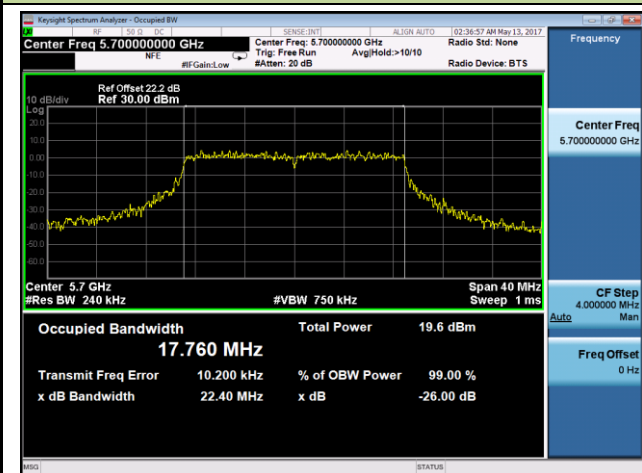 Keysight Spectrum Analyzer - Occupied BW
RF 50 Ω DC SENSE:INT ALIGN AUTO 02:36:57 AM May 13, 2017
Center Freq 5.700000000 GHz Center Freq: 5.700000000 GHz Radio Std: None Frequency
NFE Trig: Free Run Avg|Hold:>10/10
#IFGain:Low #Atten: 20 dB Radio Device: BTS
Ref Offset 22.2 dB
10 dB/div Ref 30.00 dBm
Log
20.0
10.0
0.00
-10.0
-20.0
-30.0
-40.0
-50.0
-60.0
Center 5.7 GHz Span 40 MHz
#Res BW 240 kHz #VBW 750 kHz Sweep 1 ms
Occupied Bandwidth Total Power 19.6 dBm
17.760 MHz
Transmit Freq Error 10.200 kHz % of OBW Power 99.00 %
x dB Bandwidth 22.40 MHz x dB -26.00 dB
Center Freq
5.700000000 GHz
CF Step
4.000000 MHz
Auto Man
Freq Offset
0 Hz
MSG STATUS